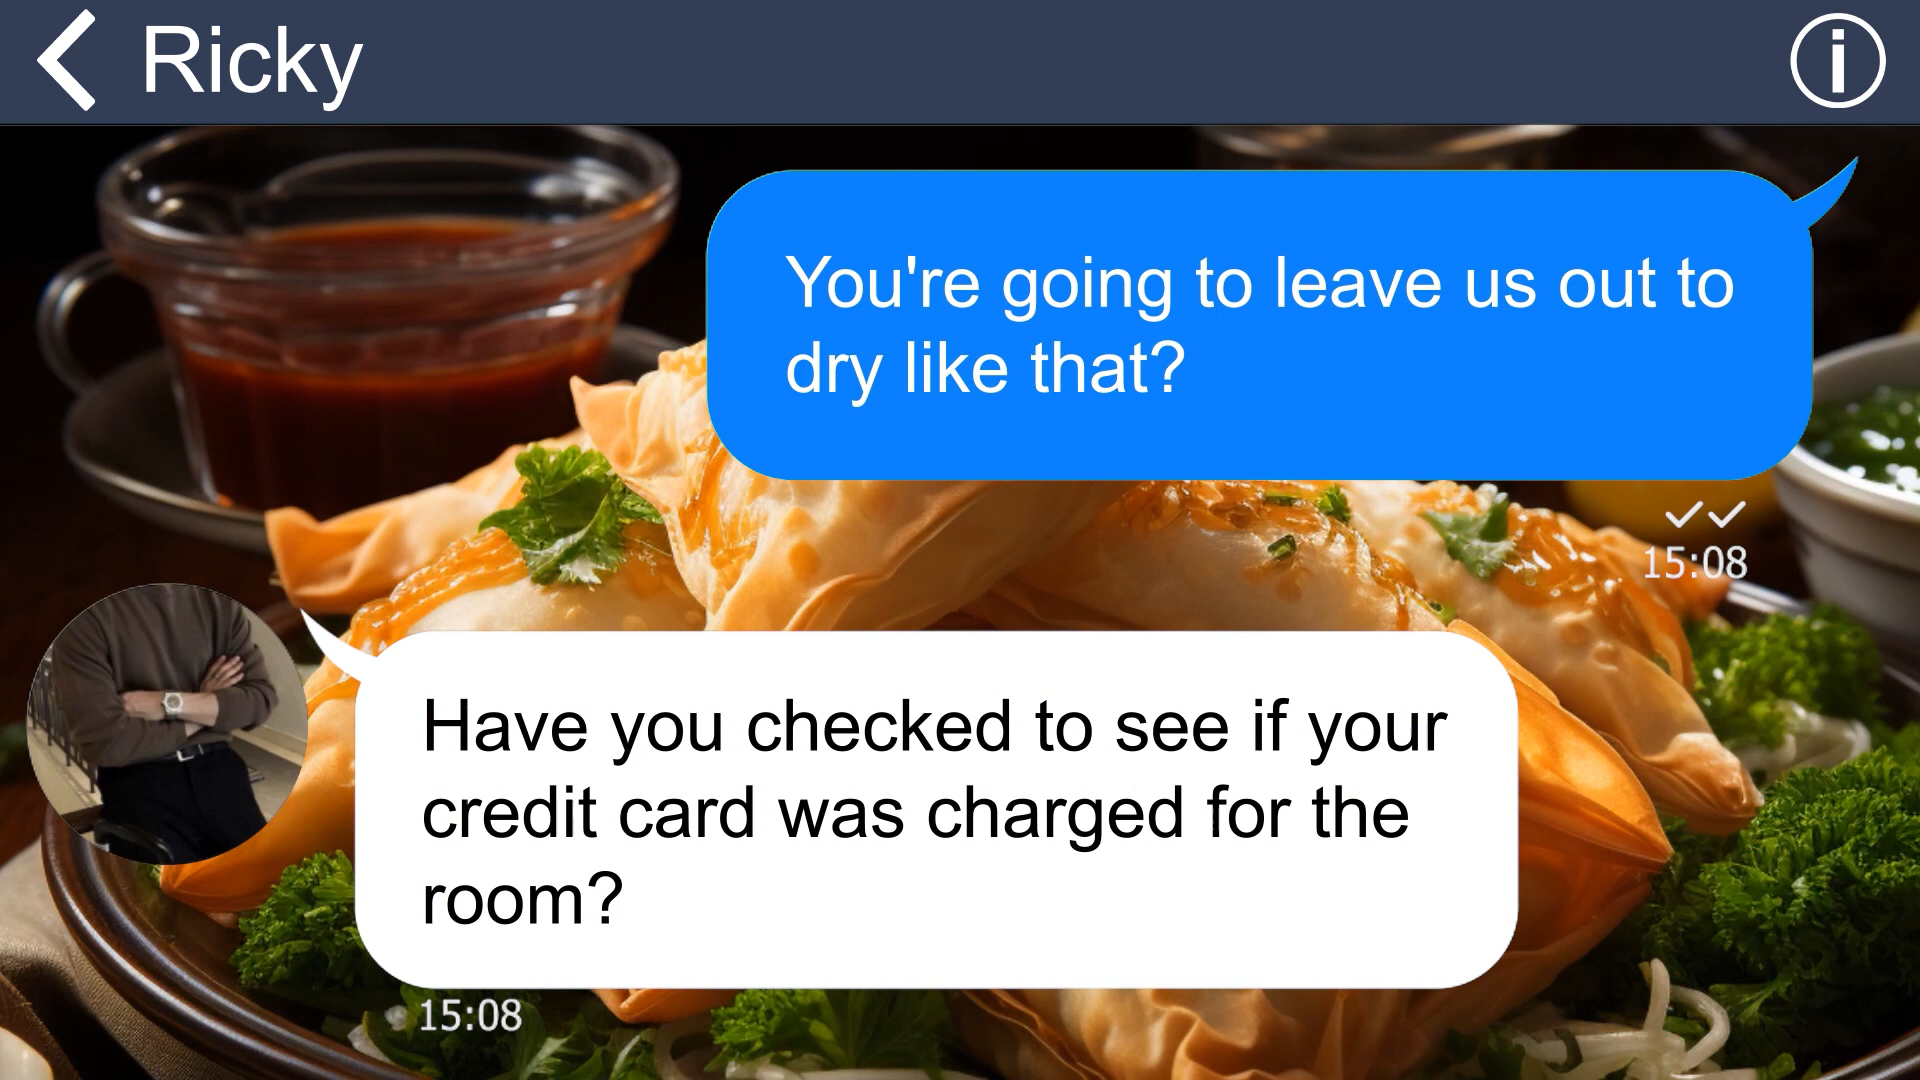 Ricky
You're going to leave us out to
dry like that?
15:08
Have you checked to see if your
credit card was charged for the
room?
15:08